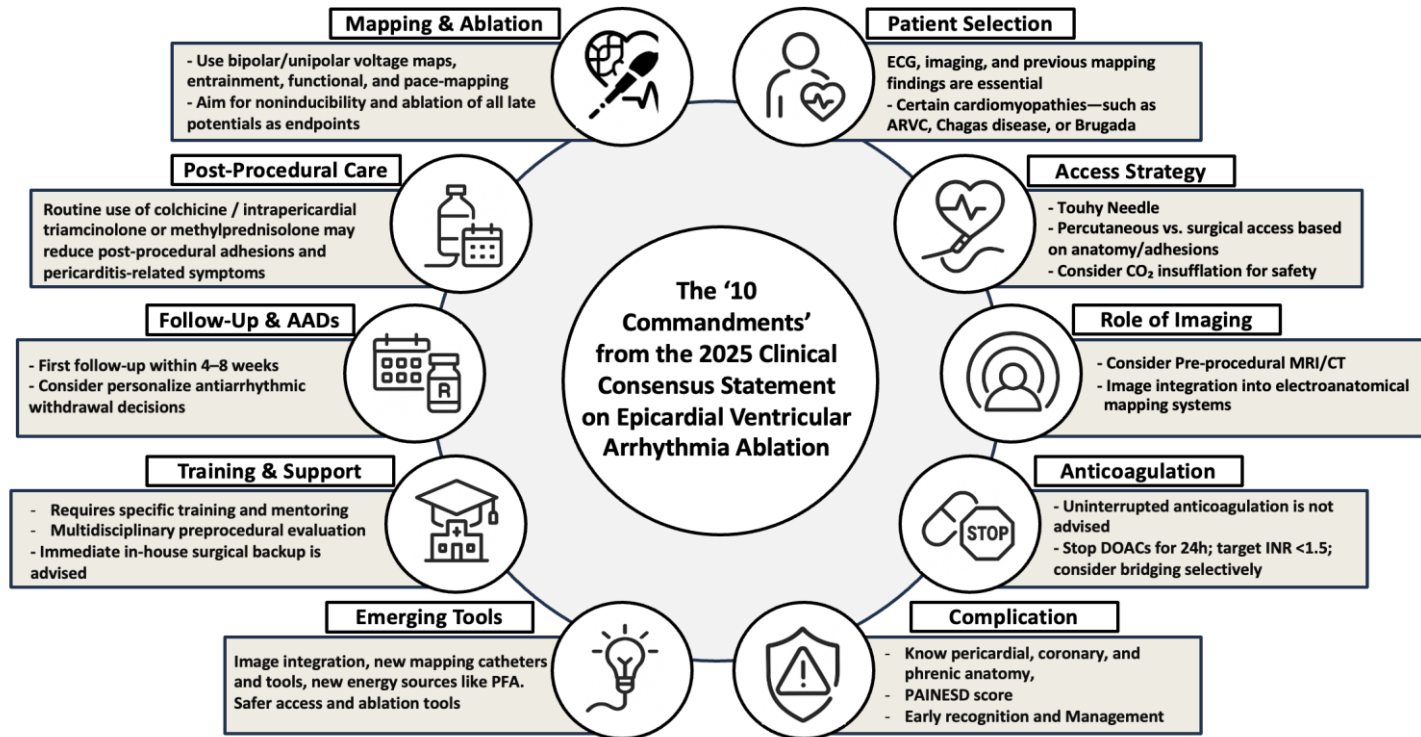 Mapping & Ablation
- Use bipolar/unipolar voltage maps,
entrainment, functional, and pace-mapping
- Aim for noninducibility and ablation of all late
potentials as endpoints
Patient Selection
ECG, imaging, and previous mapping
findings are essential
- Certain cardiomyopathies—such as
ARVC, Chagas disease, or Brugada
Post-Procedural Care
Routine use of colchicine / intrapericardial
triamcinolone or methylprednisolone may
reduce post-procedural adhesions and
pericarditis-related symptoms
Access Strategy
- Touhy Needle
- Percutaneous vs. surgical access based
on anatomy/adhesions
- Consider CO₂ insufflation for safety
The ‘10
Commandments’
from the 2025 Clinical
Consensus Statement
on Epicardial Ventricular
Arrhythmia Ablation
Follow-Up & AADs
- First follow-up within 4–8 weeks
- Consider personalize antiarrhythmic
withdrawal decisions
R
Role of Imaging
- Consider Pre-procedural MRI/CT
- Image integration into electroanatomical
mapping systems
Training & Support
- Requires specific training and mentoring
- Multidisciplinary preprocedural evaluation
- Immediate in-house surgical backup is
advised
Anticoagulation
STOP
- Uninterrupted anticoagulation is not
advised
- Stop DOACs for 24h; target INR <1.5;
consider bridging selectively
Emerging Tools
Image integration, new mapping catheters
and tools, new energy sources like PFA.
Safer access and ablation tools
Complication
- Know pericardial, coronary, and
phrenic anatomy,
- PAINESD score
- Early recognition and Management